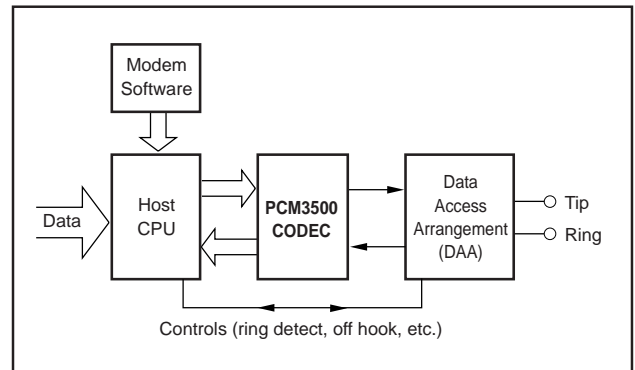 Modem
Software
Data
Host
CPU
PCM3500
CODEC
Data
Access
Arrangement
(DAA)
Tip
Ring
Controls (ring detect, off hook, etc.)